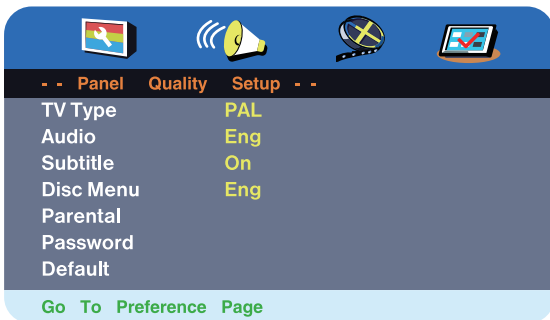 - - Panel Quality Setup - -
TV Type PAL
Audio Eng
Subtitle On
Disc Menu Eng
Parental
Password
Default
Go To Preference Page